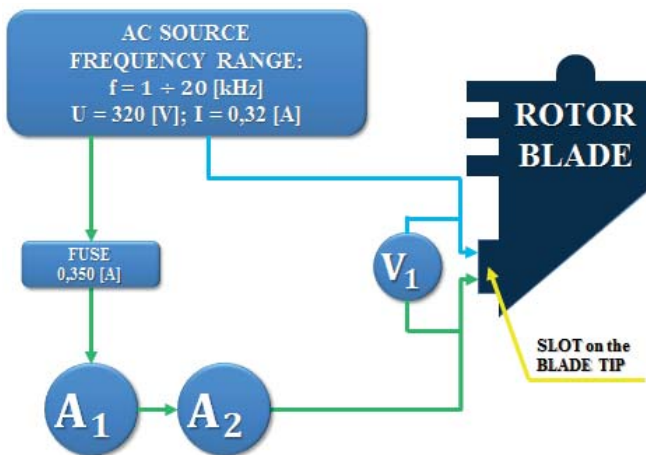 AC SOURCE
FREQUENCY RANGE:
f = 1 ÷ 20 [kHz]
U = 320 [V]; I = 0,32 [A]
ROTOR
BLADE
FUSE
0,350 [A]
V₁
SLOT on the
BLADE TIP
A₁
A₂